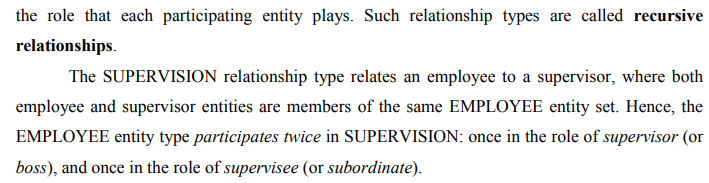 the role that each participating entity plays. Such relationship types are called recursive
relationships.
The SUPERVISION relationship type relates an employee to a supervisor, where both
employee and supervisor entities are members of the same EMPLOYEE entity set. Hence, the
EMPLOYEE entity type participates twice in SUPERVISION: once in the role of supervisor (or
boss), and once in the role of supervisee (or subordinate).